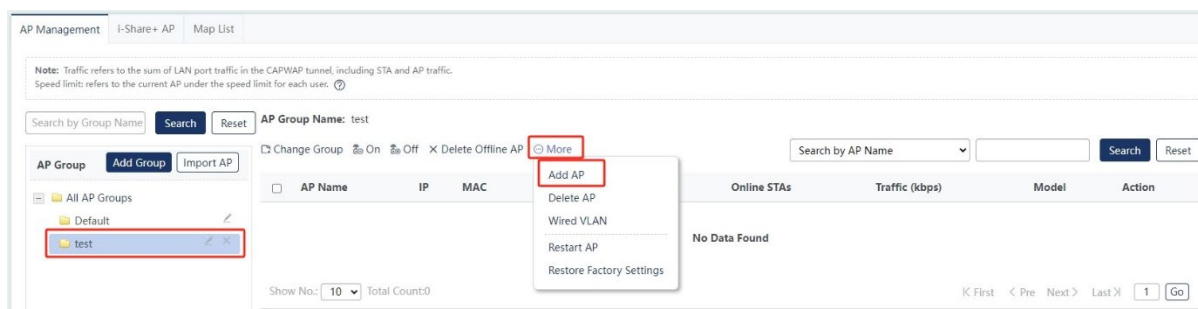 AP Management i-Share+ AP Map List
Note: Traffic refers to the sum of LAN port traffic in the CAPWAP tunnel, including STA and AP traffic.
Speed limit: refers to the current AP under the speed limit for each user. ?
Search by Group Name Search Reset AP Group Name: test
Change Group On Off Delete Offline AP More Search by AP Name Search Reset
AP Group Add Group Import AP
Add AP
AP Name IP MAC Online STAs Traffic (kbps) Model Action
All AP Groups
Delete AP
Default
Wired VLAN
test
No Data Found
Restart AP
Restore Factory Settings
Show No.: 10 Total Count:0 First Pre Next Last 1 Go